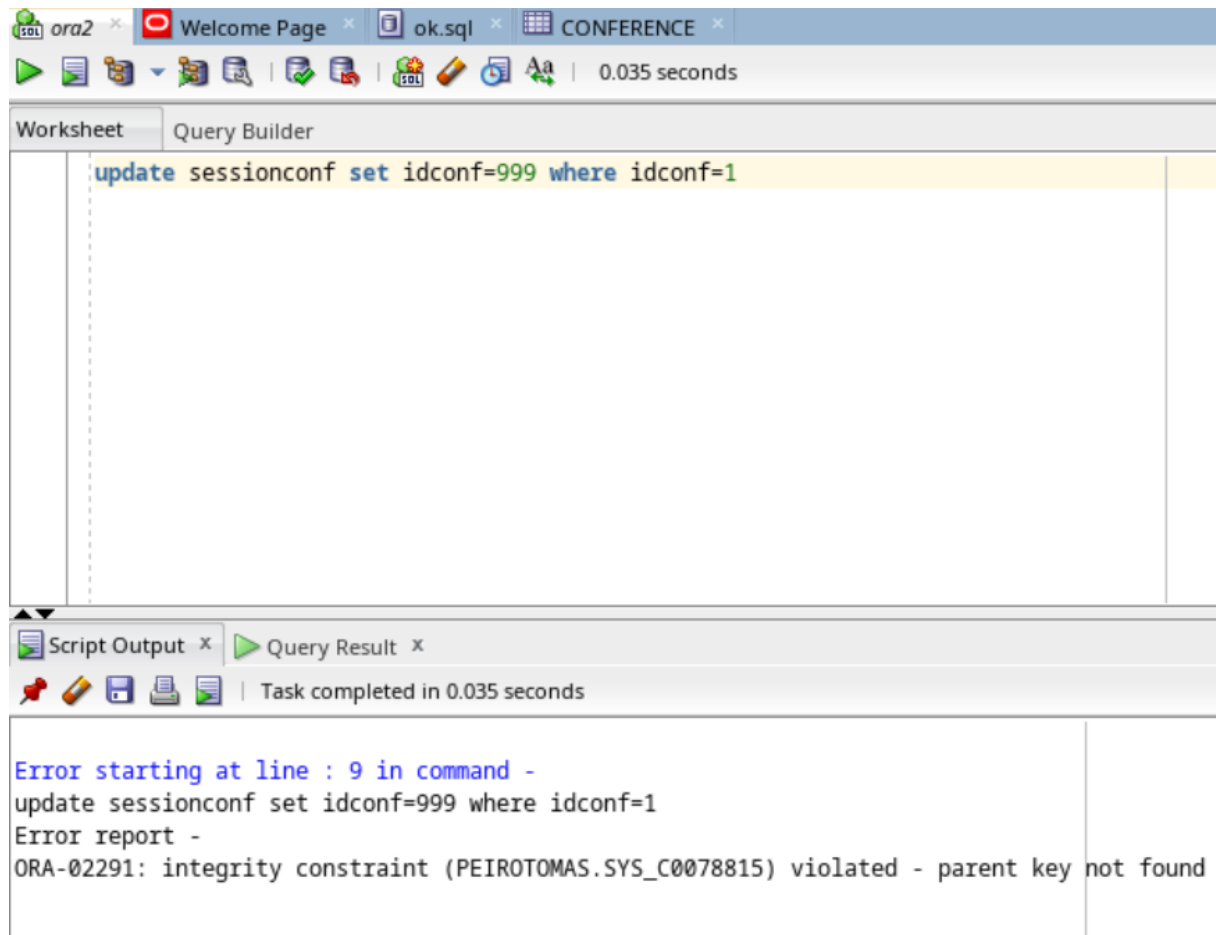 ora2 Welcome Page ok.sql CONFERENCE
0.035 seconds
Worksheet Query Builder
update sessionconf set idconf=999 where idconf=1
Script Output x Query Result x
Task completed in 0.035 seconds
Error starting at line : 9 in command -
update sessionconf set idconf=999 where idconf=1
Error report -
ORA-02291: integrity constraint (PEIROTOMAS.SYS_C0078815) violated - parent key not found